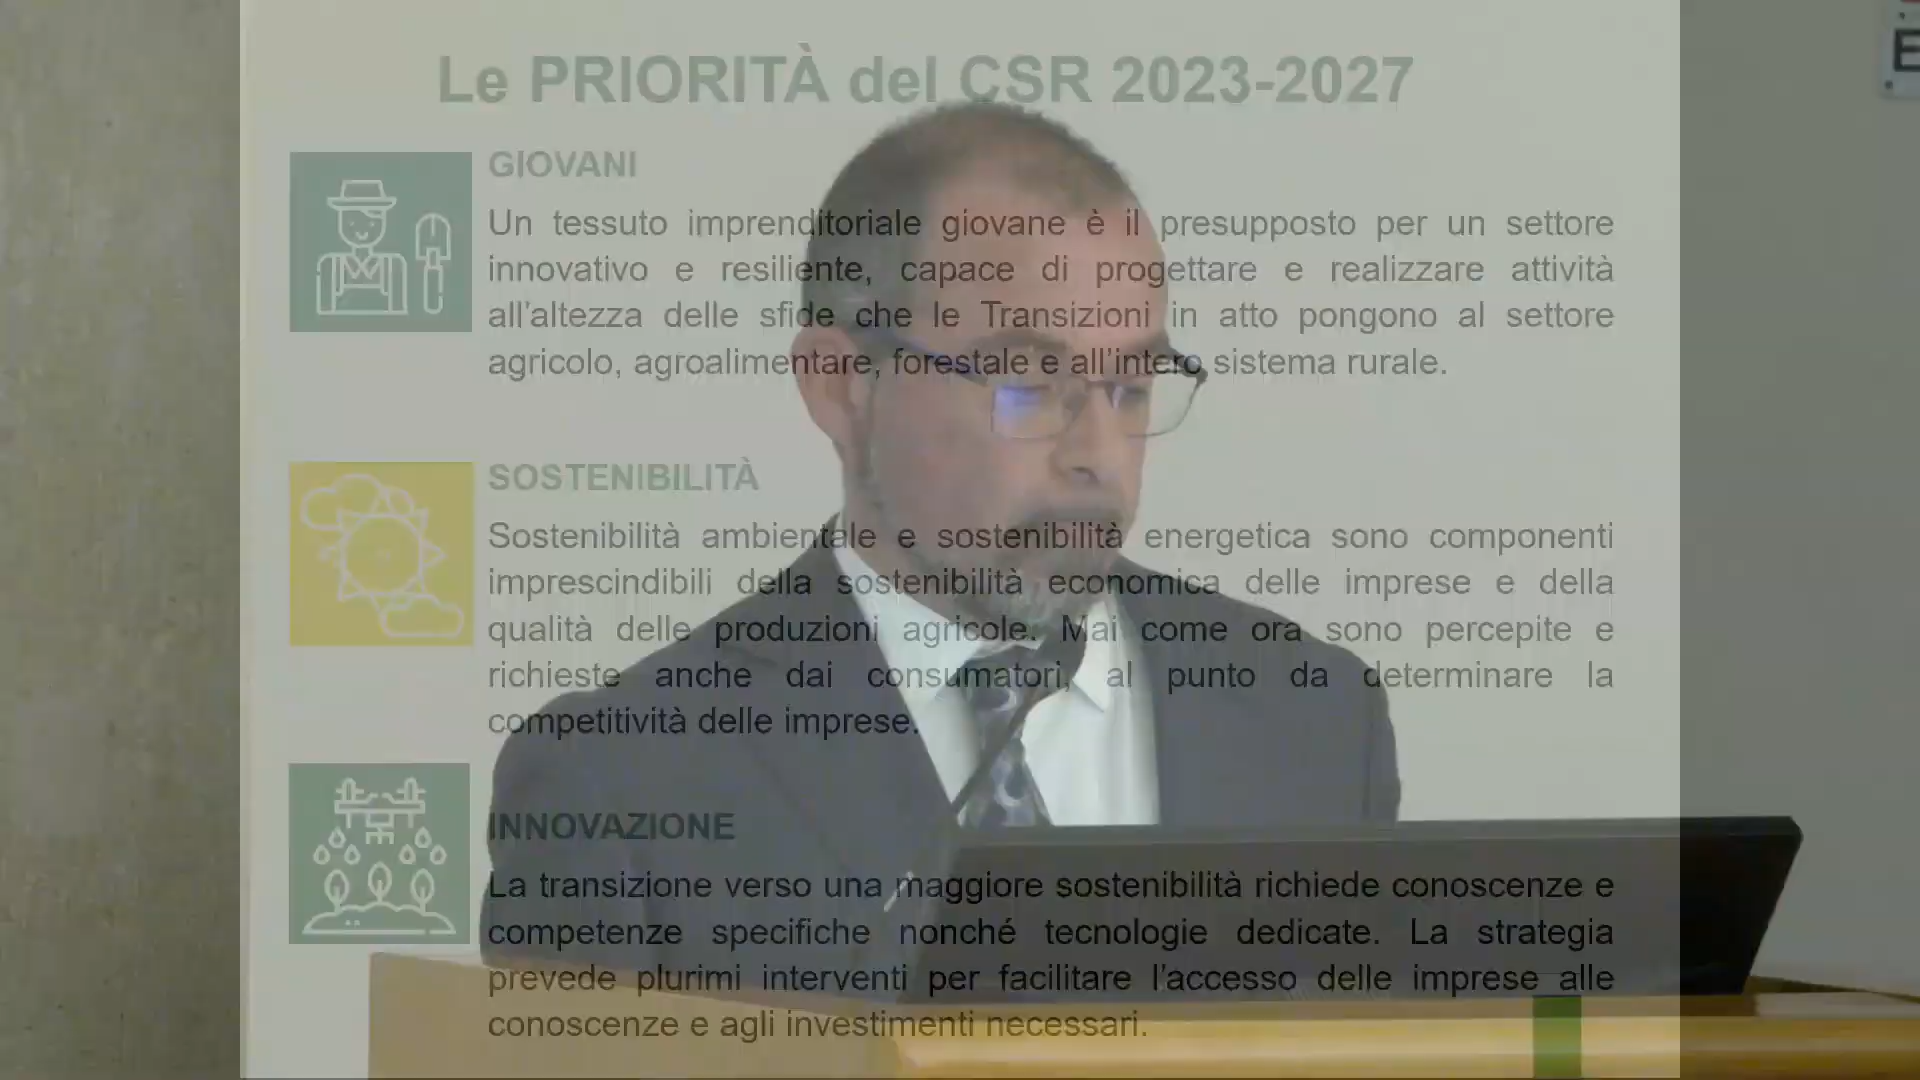 Le PRIORITÀ del CSR 2023-2027
GIOVANI
Un tessuto imprenditoriale giovane è il presupposto per un settore
innovativo e resiliente, capace di progettare e realizzare attività
all'altezza delle sfide che le Transizioni in atto pongono al settore
agricolo, agroalimentare, forestale e all'intero sistema rurale.
SOSTENIBILITÀ
Sostenibilità ambientale e sostenibilità energetica sono componenti
imprescindibili della sostenibilità economica delle imprese e della
qualità delle produzioni agricole. Mai come ora sono percepite e
richieste anche dai consumatori, al punto da determinare la
competitività delle imprese.
INNOVAZIONE
La transizione verso una maggiore sostenibilità richiede conoscenze e
competenze specifiche nonché tecnologie dedicate. La strategia
prevede plurimi interventi per facilitare l'accesso delle imprese alle
conoscenze e agli investimenti necessari.